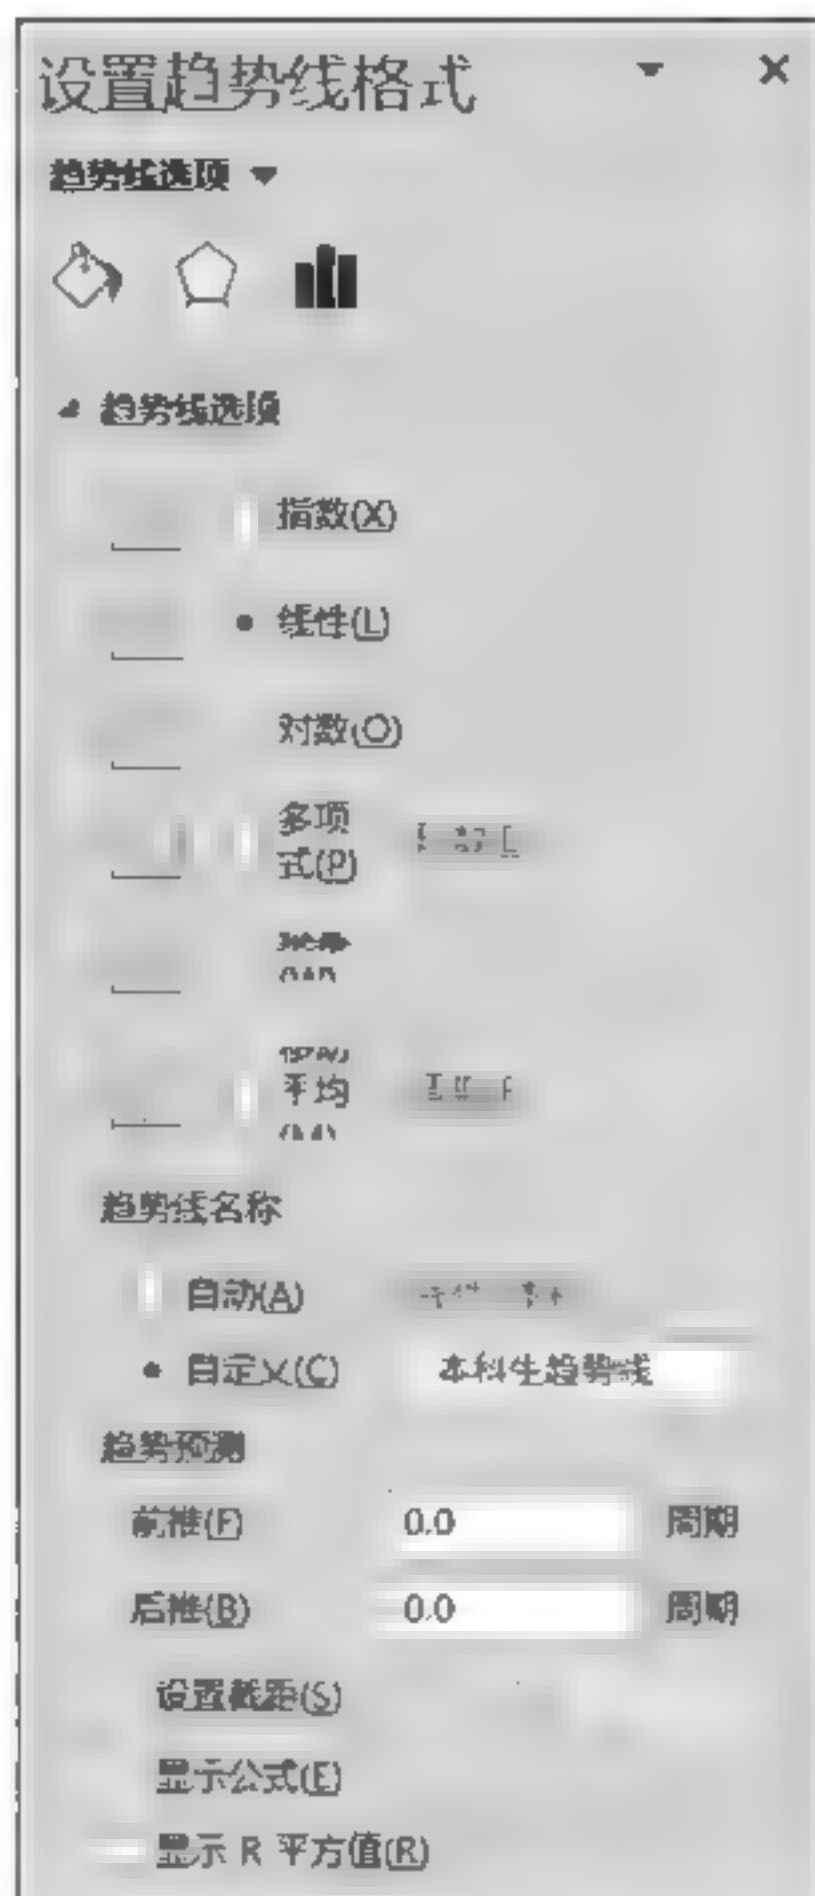 设置趋势线格式
趋势线选项
趋势线选项
指数(X)
线性(L)
对数(O)
多项
式(P)
平均
趋势线名称
自动(A)
自定义(C) 本科生趋势线
趋势预测
前推(F) 0.0 周期
后推(B) 0.0 周期
设置截距(S)
显示公式(E)
显示 R 平方值(R)